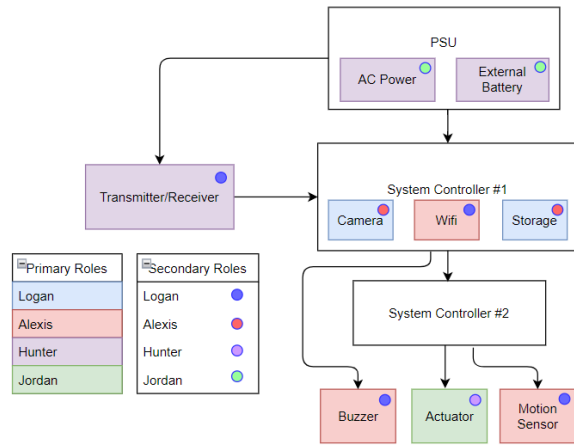 PSU
AC Power
External
Battery
Transmitter/Receiver
System Controller #1
Camera
Wifi
Storage
Primary Roles
Logan
Alexis
Hunter
Jordan
Secondary Roles
Logan
Alexis
Hunter
Jordan
System Controller #2
Buzzer
Actuator
Motion
Sensor